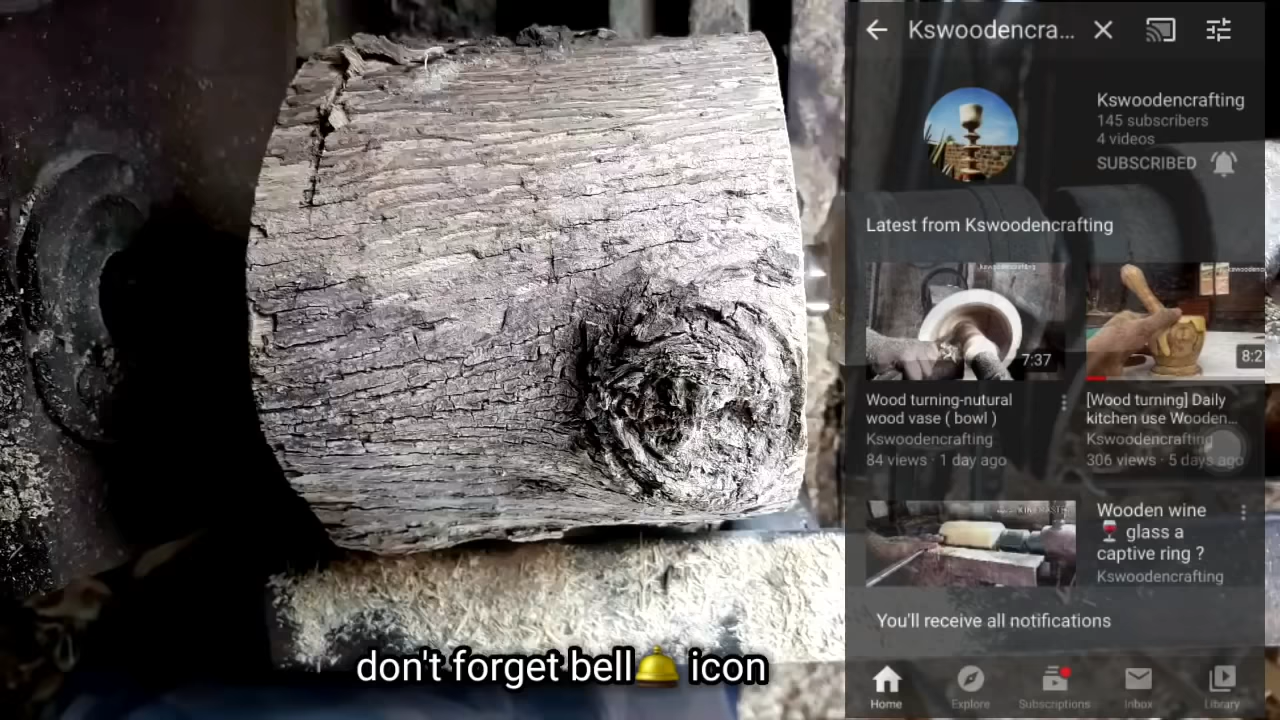 Kswoodencra...
Kswoodencrafting
145 subscribers
4 videos
SUBSCRIBED
Latest from Kswoodencrafting
kswoodencrafting
kswoodenc
7:37
8:2
Wood turning-nutural
wood vase ( bowl )
Kswoodencrafting
84 views · 1 day ago
[Wood turning] Daily
kitchen use Wooden...
Kswoodencrafting
306 views · 5 days ago
Wooden wine
🍷 glass a
captive ring ?
Kswoodencrafting
You'll receive all notifications
don't forget bell🛎 icon
Home
Explore
Subscriptions
Inbox
Library